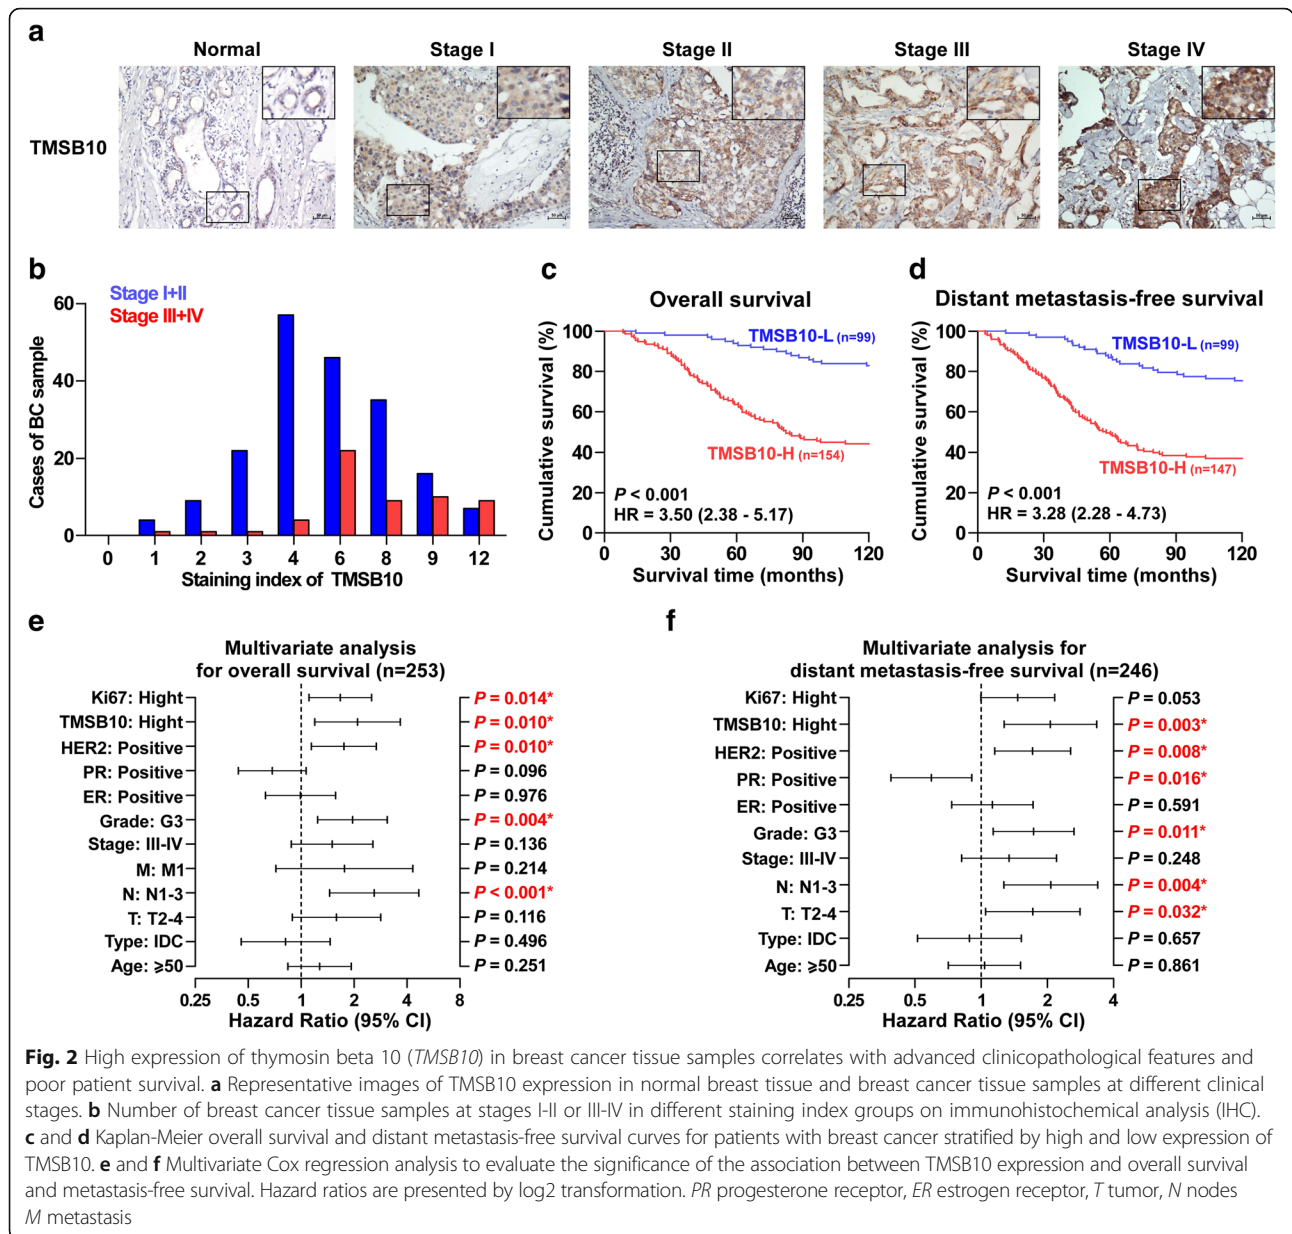 a
Normal
Stage I
Stage II
Stage III
Stage IV
TMSB10
b
Stage I+II
Stage III+IV
Cases of BC sample
60
40
20
0
0 1 2 3 4 6 8 9 12
Staining index of TMSB10
c
Overall survival
Cumulative survival (%)
100
80
60
40
20
0
TMSB10-L (n=99)
TMSB10-H (n=154)
P < 0.001
HR = 3.50 (2.38 - 5.17)
0 30 60 90 120
Survival time (months)
d
Distant metastasis-free survival
Cumulative survival (%)
100
80
60
40
20
0
TMSB10-L (n=99)
TMSB10-H (n=147)
P < 0.001
HR = 3.28 (2.28 - 4.73)
0 30 60 90 120
Survival time (months)
e
Multivariate analysis
for overall survival (n=253)
Ki67: Hight P = 0.014*
TMSB10: Hight P = 0.010*
HER2: Positive P = 0.010*
PR: Positive P = 0.096
ER: Positive P = 0.976
Grade: G3 P = 0.004*
Stage: III-IV P = 0.136
M: M1 P = 0.214
N: N1-3 P < 0.001*
T: T2-4 P = 0.116
Type: IDC P = 0.496
Age: ⩾50 P = 0.251
0.25 0.5 1 2 4 8
Hazard Ratio (95% CI)
f
Multivariate analysis for
distant metastasis-free survival (n=246)
Ki67: Hight P = 0.053
TMSB10: Hight P = 0.003*
HER2: Positive P = 0.008*
PR: Positive P = 0.016*
ER: Positive P = 0.591
Grade: G3 P = 0.011*
Stage: III-IV P = 0.248
N: N1-3 P = 0.004*
T: T2-4 P = 0.032*
Type: IDC P = 0.657
Age: ⩾50 P = 0.861
0.25 0.5 1 2 4
Hazard Ratio (95% CI)
Fig. 2 High expression of thymosin beta 10 (TMSB10) in breast cancer tissue samples correlates with advanced clinicopathological features and
poor patient survival. a Representative images of TMSB10 expression in normal breast tissue and breast cancer tissue samples at different clinical
stages. b Number of breast cancer tissue samples at stages I-II or III-IV in different staining index groups on immunohistochemical analysis (IHC).
c and d Kaplan-Meier overall survival and distant metastasis-free survival curves for patients with breast cancer stratified by high and low expression of
TMSB10. e and f Multivariate Cox regression analysis to evaluate the significance of the association between TMSB10 expression and overall survival
and metastasis-free survival. Hazard ratios are presented by log2 transformation. PR progesterone receptor, ER estrogen receptor, T tumor, N nodes
M metastasis